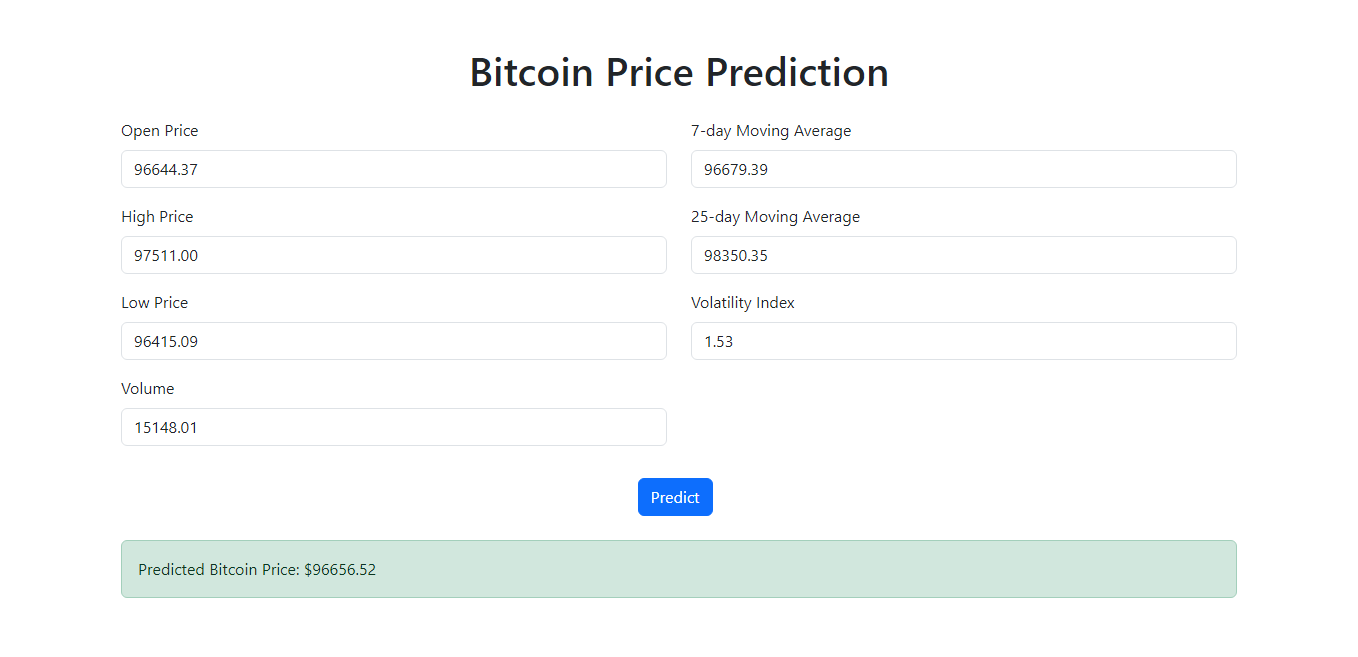 Bitcoin Price Prediction
Open Price
96644.37
High Price
97511.00
Low Price
96415.09
Volume
15148.01
7-day Moving Average
96679.39
25-day Moving Average
98350.35
Volatility Index
1.53
Predict
Predicted Bitcoin Price: $96656.52